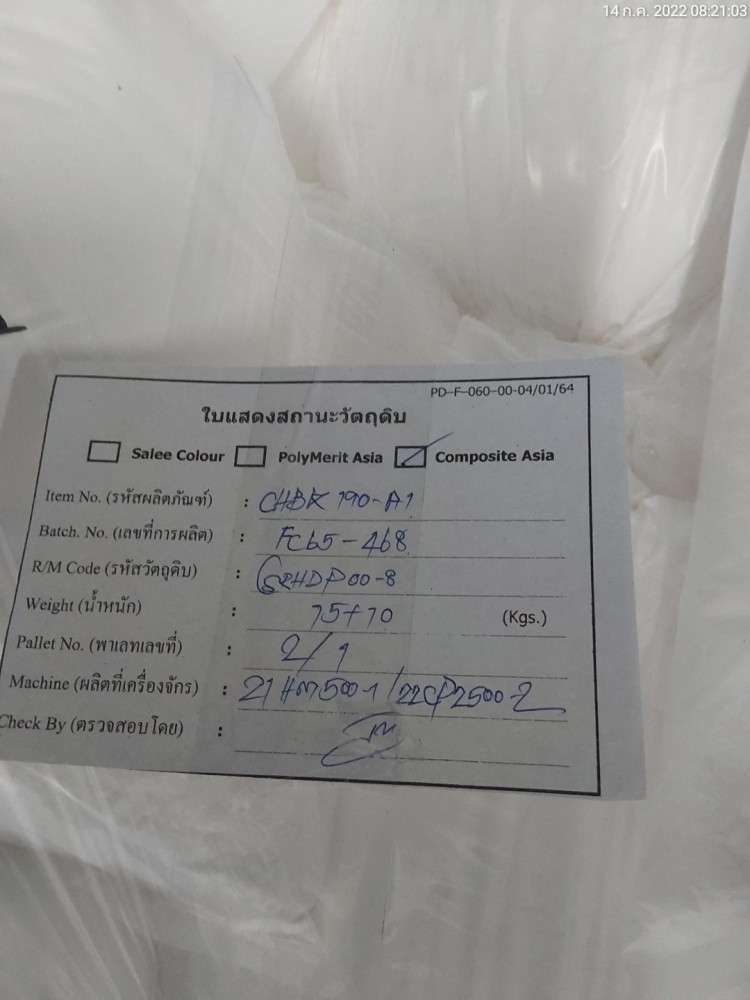 14 ก.ค. 2022 08:21:03
PD-F-060-00-04/01/64
ใบแสดงสถานะวัตถุดิบ
Salee Colour PolyMerit Asia Composite Asia
Item No. (รหัสผลิตภัณฑ์) : CHBK 190-A1
Batch. No. (เลขที่การผลิต) : FC65-468
R/M Code (รหัสวัตถุดิบ) :
Weight (น้ำหนัก) : 75+70 (Kgs.)
Pallet No. (พาเลทเลขที่) : 2/1
Machine (ผลิตที่เครื่องจักร) : 21HM500-1/22CP2500-2
Check By (ตรวจสอบโดย) :